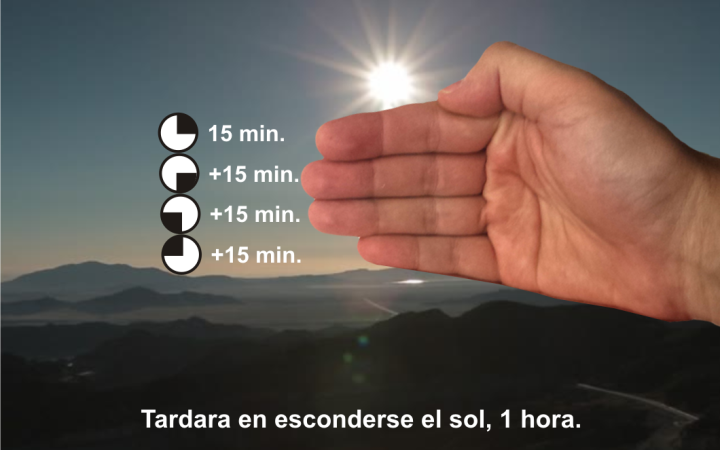 15 min.
+15 min.
+15 min.
+15 min.
Tardara en esconderse el sol, 1 hora.